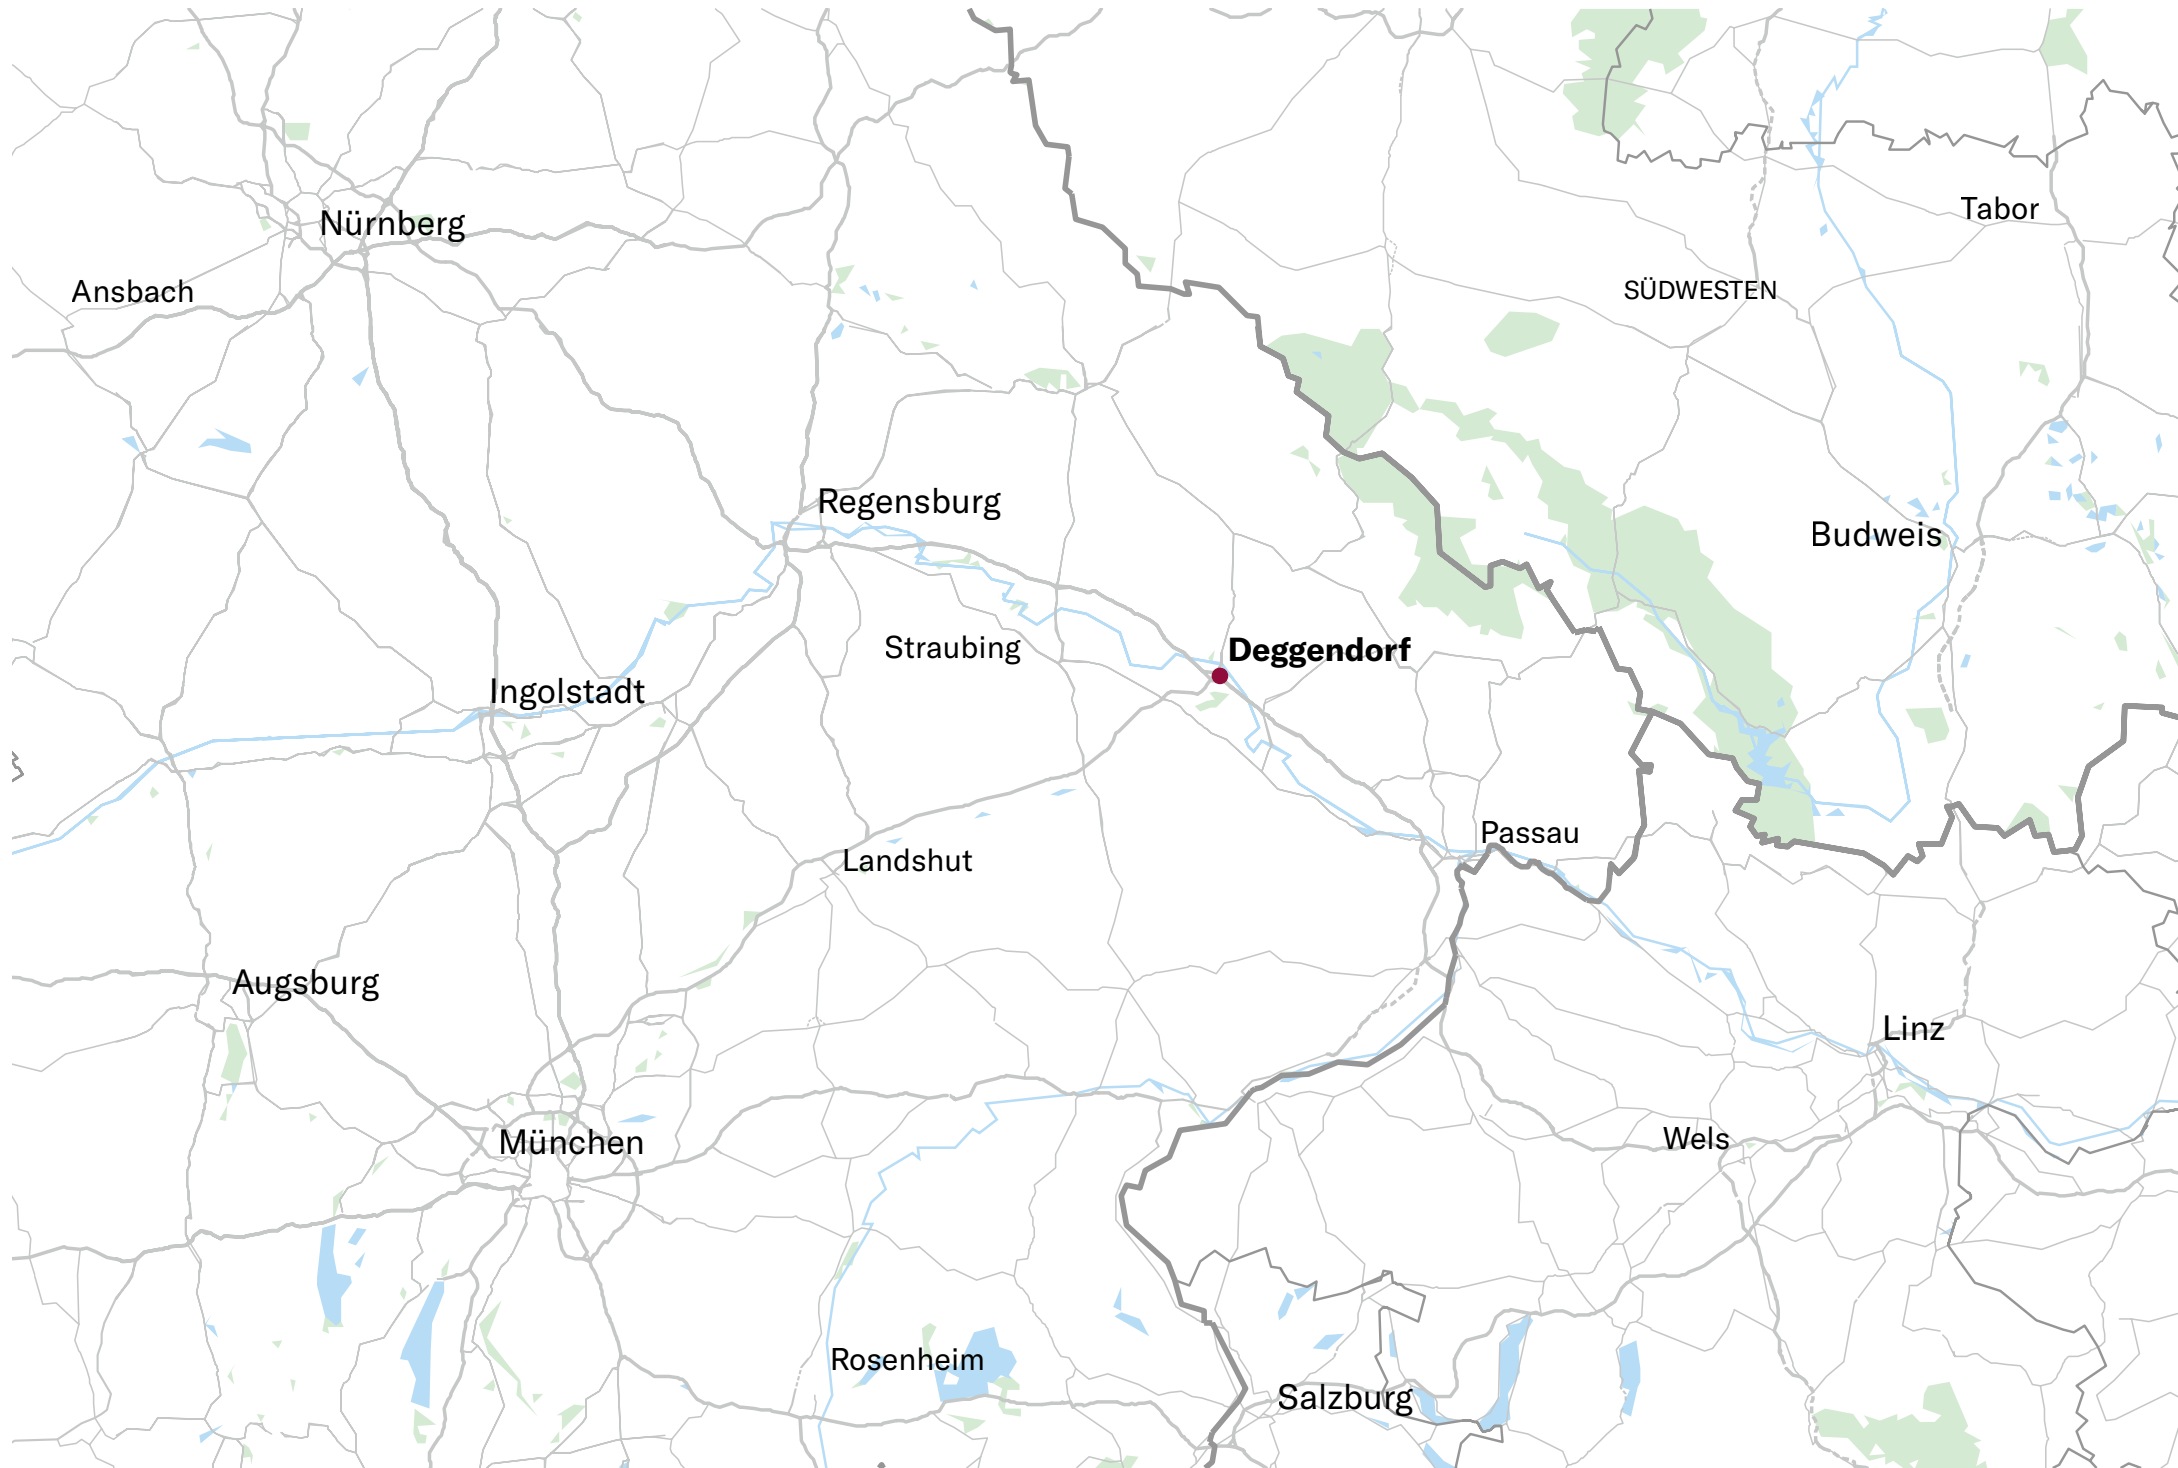 Tabor
Nürnberg
Ansbach
SÜDWESTEN
Regensburg
Budweis
Straubing
Deggendorf
Ingolstadt
Passau
Landshut
Augsburg
Linz
München
Wels
Rosenheim
Salzburg